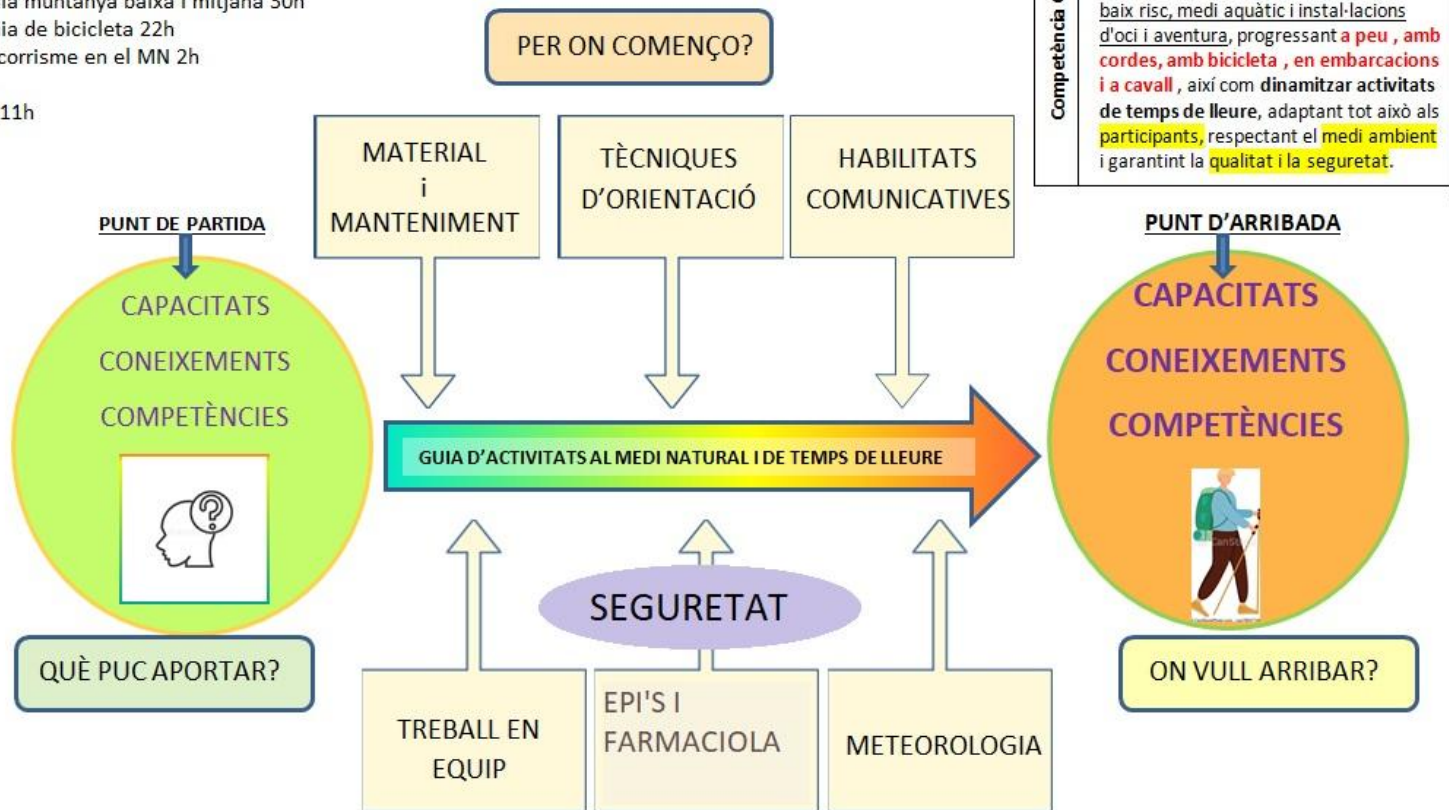 ia muntanya baixa i mitjana 30h
ia de bicicleta 22h
corrisme en el MN 2h
11h
PER ON COMENÇO?
Competència
baix risc, medi aquàtic i instal·lacions
d'oci i aventura, progressant a peu , amb
cordes, amb bicicleta , en embarcacions
i a cavall , així com dinamitzar activitats
de temps de lleure, adaptant tot això als
participants, respectant el medi ambient
i garantint la qualitat i la seguretat.
MATERIAL
i
MANTENIMENT
TÈCNIQUES
D'ORIENTACIÓ
HABILITATS
COMUNICATIVES
PUNT DE PARTIDA
CAPACITATS
CONEIXEMENTS
COMPETÈNCIES
QUÈ PUC APORTAR?
GUIA D'ACTIVITATS AL MEDI NATURAL I DE TEMPS DE LLEURE
PUNT D'ARRIBADA
CAPACITATS
CONEIXEMENTS
COMPETÈNCIES
ON VULL ARRIBAR?
SEGURETAT
TREBALL EN
EQUIP
EPI'S I
FARMACIOLA
METEOROLOGIA